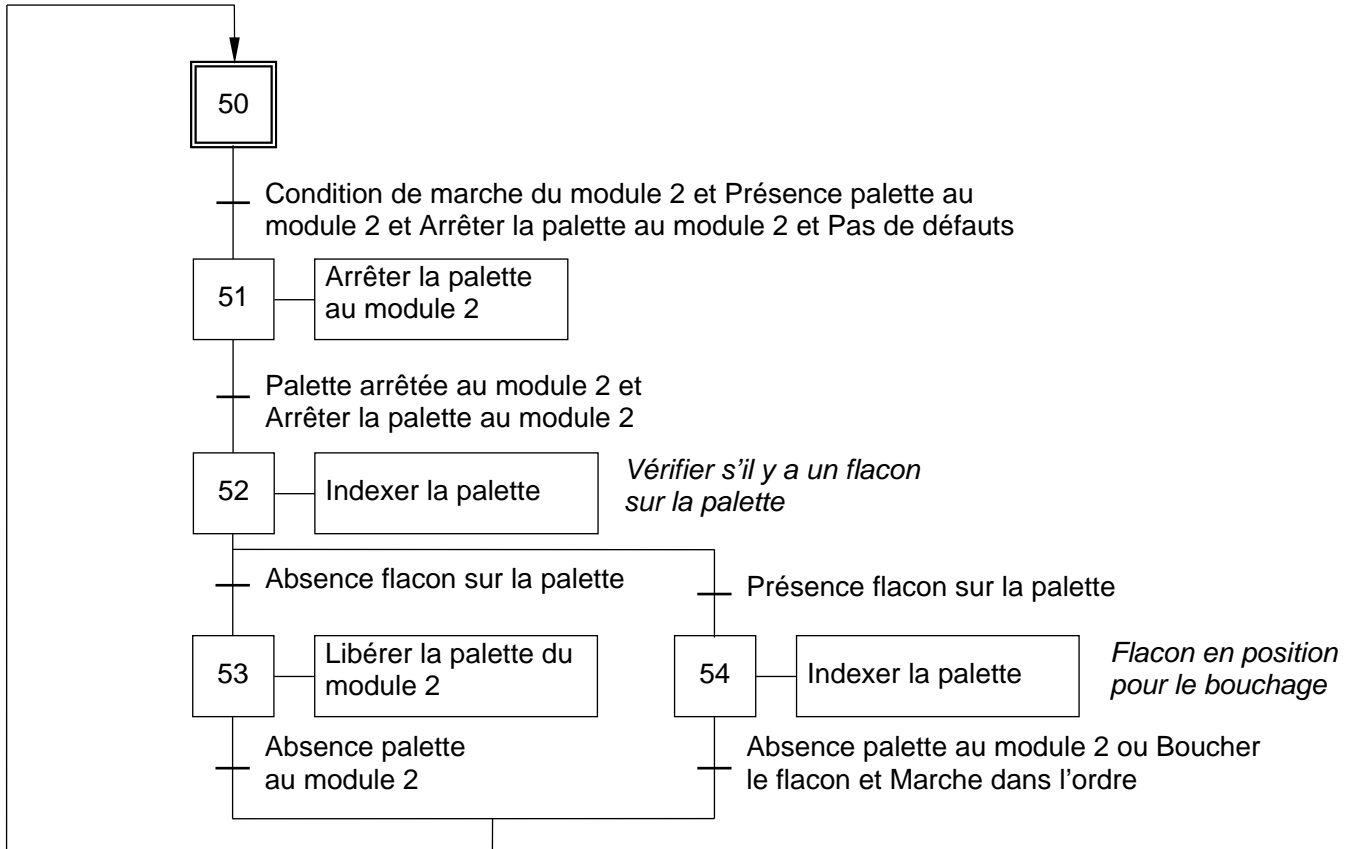 50
Condition de marche du module 2 et Présence palette au
module 2 et Arrêter la palette au module 2 et Pas de défauts
51
Arrêter la palette
au module 2
Palette arrêtée au module 2 et
Arrêter la palette au module 2
52
Indexer la palette
Vérifier s'il y a un flacon
sur la palette
Absence flacon sur la palette
Présence flacon sur la palette
53
Libérer la palette du
module 2
54
Indexer la palette
Flacon en position
pour le bouchage
Absence palette
au module 2
Absence palette au module 2 ou Boucher
le flacon et Marche dans l’ordre